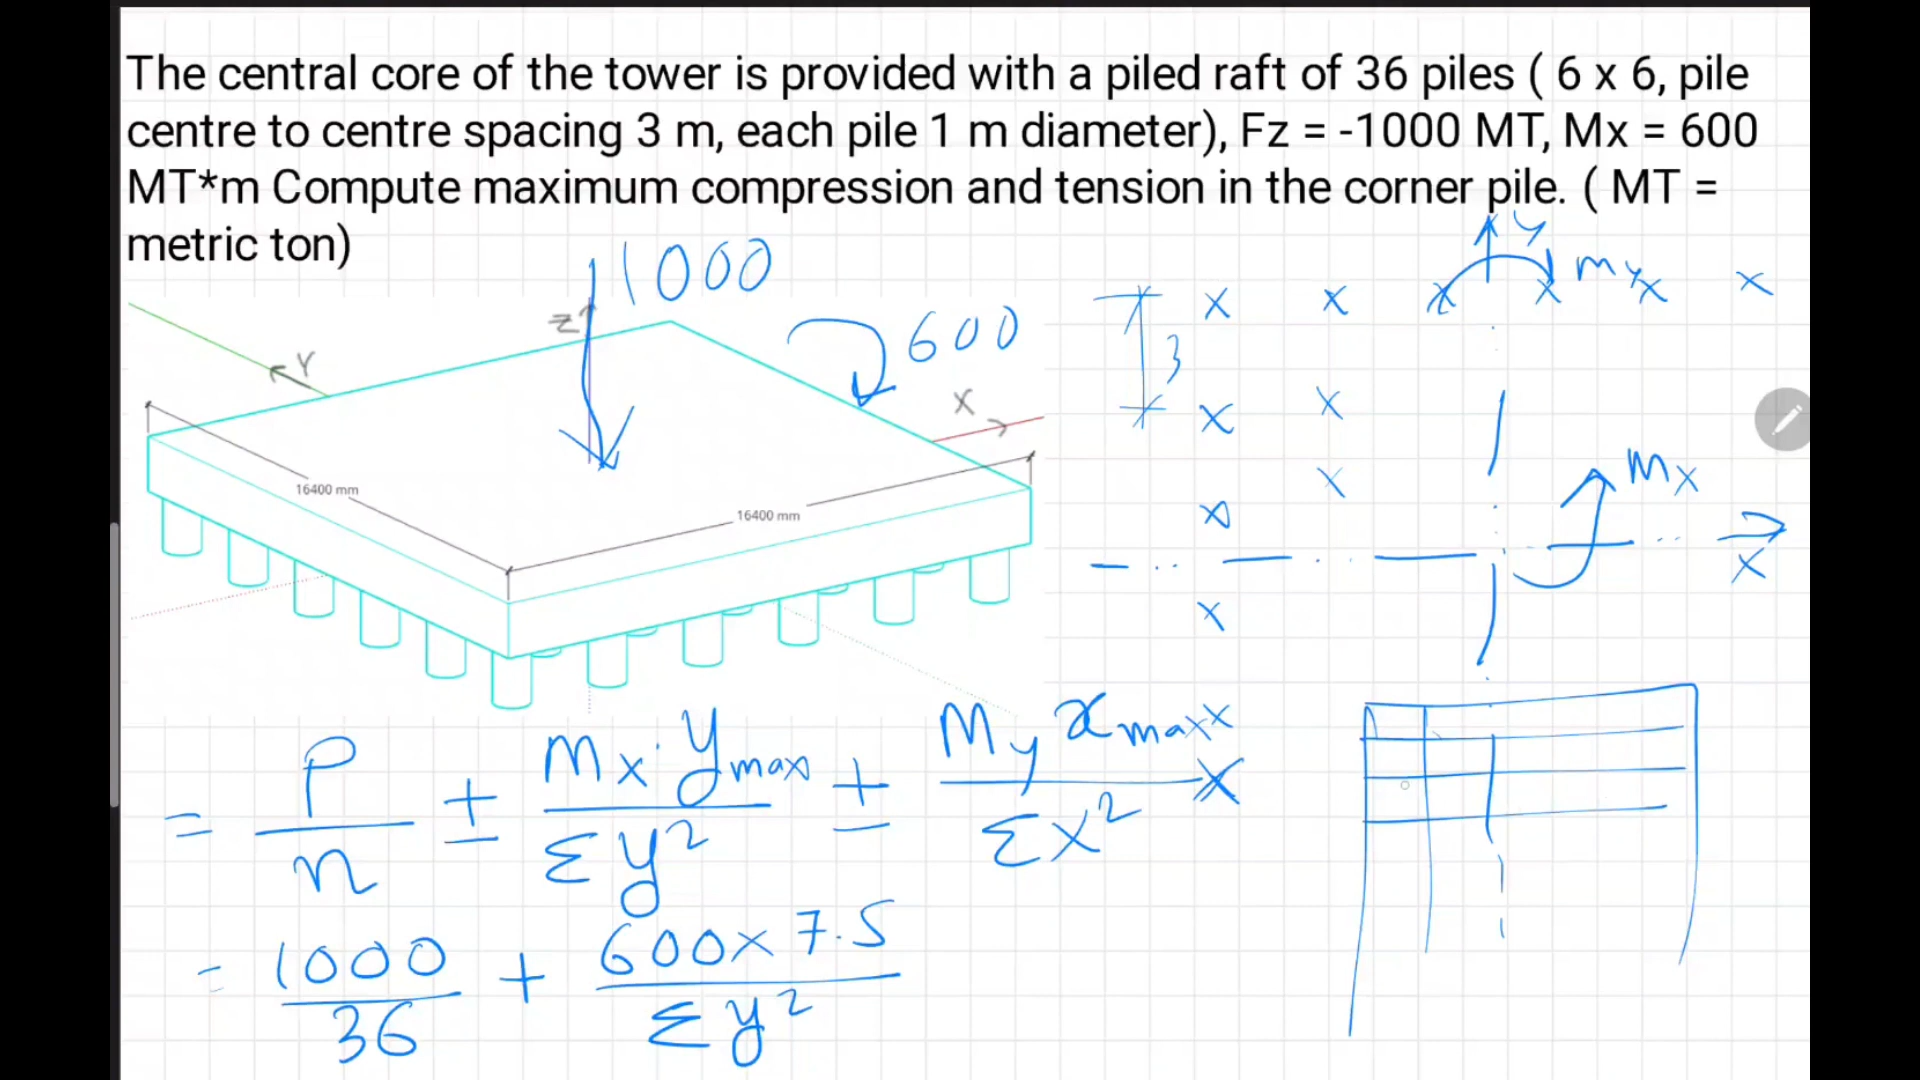 The central core of the tower is provided with a piled raft of 36 piles ( 6 x 6, pile
centre to centre spacing 3 m, each pile 1 m diameter), Fz = -1000 MT, Mx = 600
MT*m Compute maximum compression and tension in the corner pile. ( MT =
metric ton)
1000
Y
My
Z
600
3
Y
X
Mx
X
16400 mm
16400 mm
= P/n ± Mx·ymax/Σy² ± My xmax/Σx²
= 1000/36 + 600×7.5/Σy²